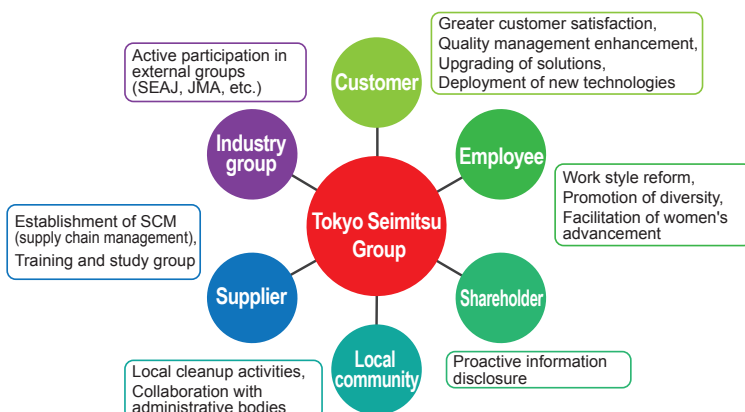 Greater customer satisfaction,
Quality management enhancement,
Upgrading of solutions,
Deployment of new technologies
Customer
Active participation in
external groups
(SEAJ, JMA, etc.)
Industry
group
Employee
Work style reform,
Promotion of diversity,
Facilitation of women's
advancement
Tokyo Seimitsu
Group
Establishment of SCM
(supply chain management),
Training and study group
Supplier
Shareholder
Proactive information
disclosure
Local
community
Local cleanup activities,
Collaboration with
administrative bodies